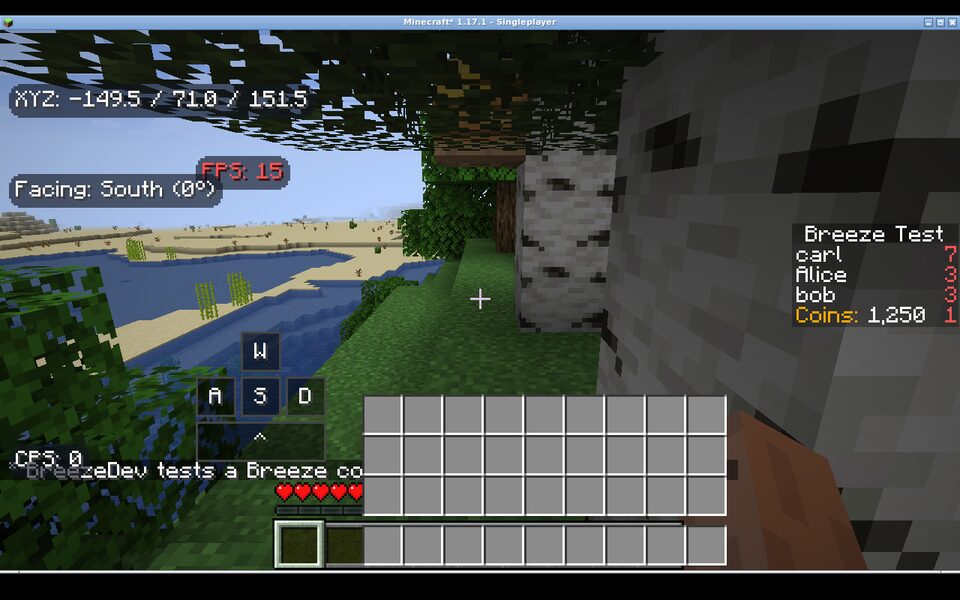 Minecraft* 1.17.1 - Singleplayer
XYZ: -149.5 / 71.0 / 151.5
FPS: 15
Facing: South (0°)
Breeze Test
carl 7
Alice 3
bob 3
Coins: 1,250 1
W
A S D
^
CPS: 0
* BreezeDev tests a Breeze co